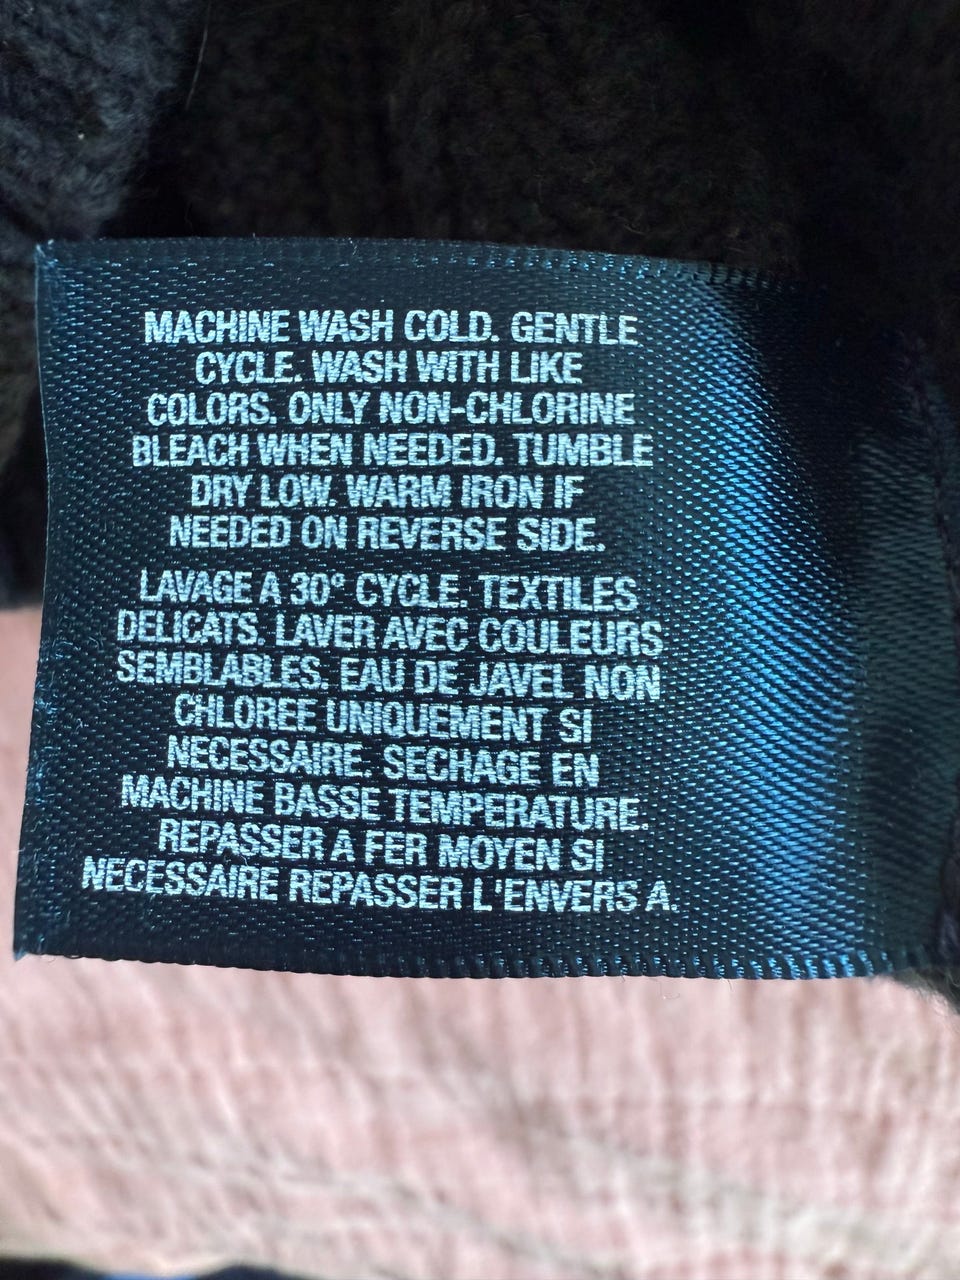 MACHINE WASH COLD. GENTLE
CYCLE. WASH WITH LIKE
COLORS. ONLY NON-CHLORINE
BLEACH WHEN NEEDED. TUMBLE
DRY LOW. WARM IRON IF
NEEDED ON REVERSE SIDE.
LAVAGE A 30° CYCLE. TEXTILES
DELICATS. LAVER AVEC COULEURS
SEMBLABLES. EAU DE JAVEL NON
CHLOREE UNIQUEMENT SI
NECESSAIRE. SECHAGE EN
MACHINE BASSE TEMPERATURE.
REPASSER A FER MOYEN SI
NECESSAIRE REPASSER L'ENVERS A.